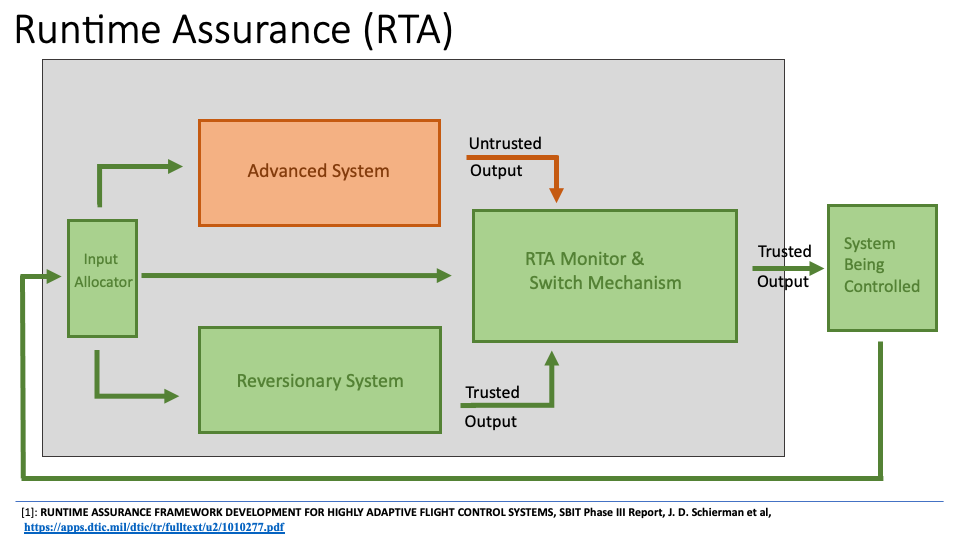 Runtime Assurance (RTA)
Advanced System
Untrusted
Output
Input
Allocator
RTA Monitor &
Switch Mechanism
Trusted
Output
System
Being
Controlled
Reversionary System
Trusted
Output
[1]: RUNTIME ASSURANCE FRAMEWORK DEVELOPMENT FOR HIGHLY ADAPTIVE FLIGHT CONTROL SYSTEMS, SBIT Phase III Report, J. D. Schierman et al,
https://apps.dtic.mil/dtic/tr/fulltext/u2/1010277.pdf